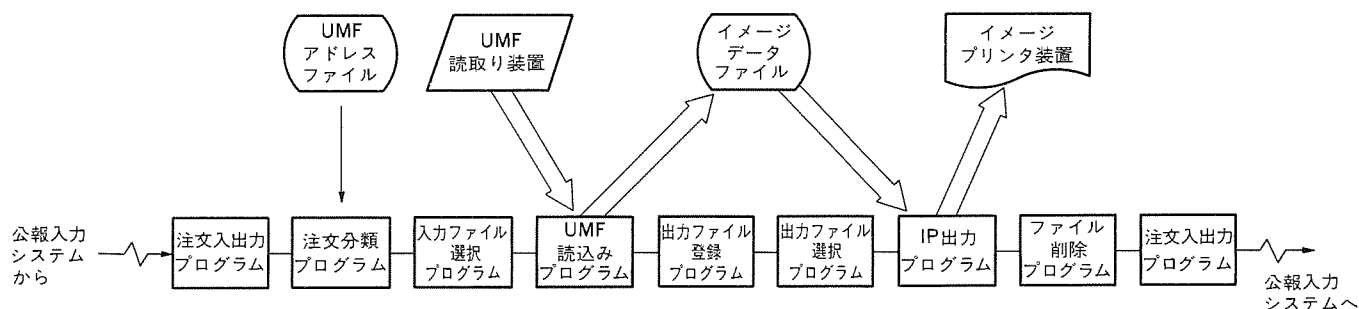 UMF
アドレス
ファイル
UMF
読取り装置
イメージ
データ
ファイル
イメージ
プリンタ装置
公報入力
システム
から
注文入出力
プログラム
注文分類
プログラム
入力ファイル
選択
プログラム
UMF
読込み
プログラム
出力ファイル
登録
プログラム
出力ファイル
選択
プログラム
IP出力
プログラム
ファイル
削除
プログラム
注文入出力
プログラム
公報入力
システムへ